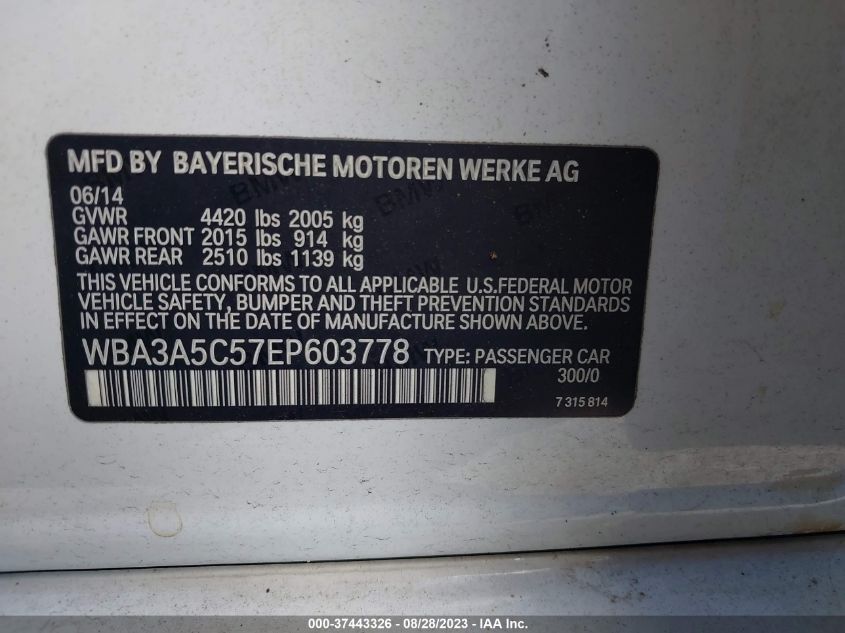 MFD BY BAYERISCHE MOTOREN WERKE AG
06/14
GVWR 4420 lbs 2005 kg
GAWR FRONT 2015 lbs 914 kg
GAWR REAR 2510 lbs 1139 kg
THIS VEHICLE CONFORMS TO ALL APPLICABLE U.S.FEDERAL MOTOR
VEHICLE SAFETY, BUMPER AND THEFT PREVENTION STANDARDS
IN EFFECT ON THE DATE OF MANUFACTURE SHOWN ABOVE.
WBA3A5C57EP603778 TYPE: PASSENGER CAR
300/0
7 315 814
000-37443326 - 08/28/2023 - IAA Inc.